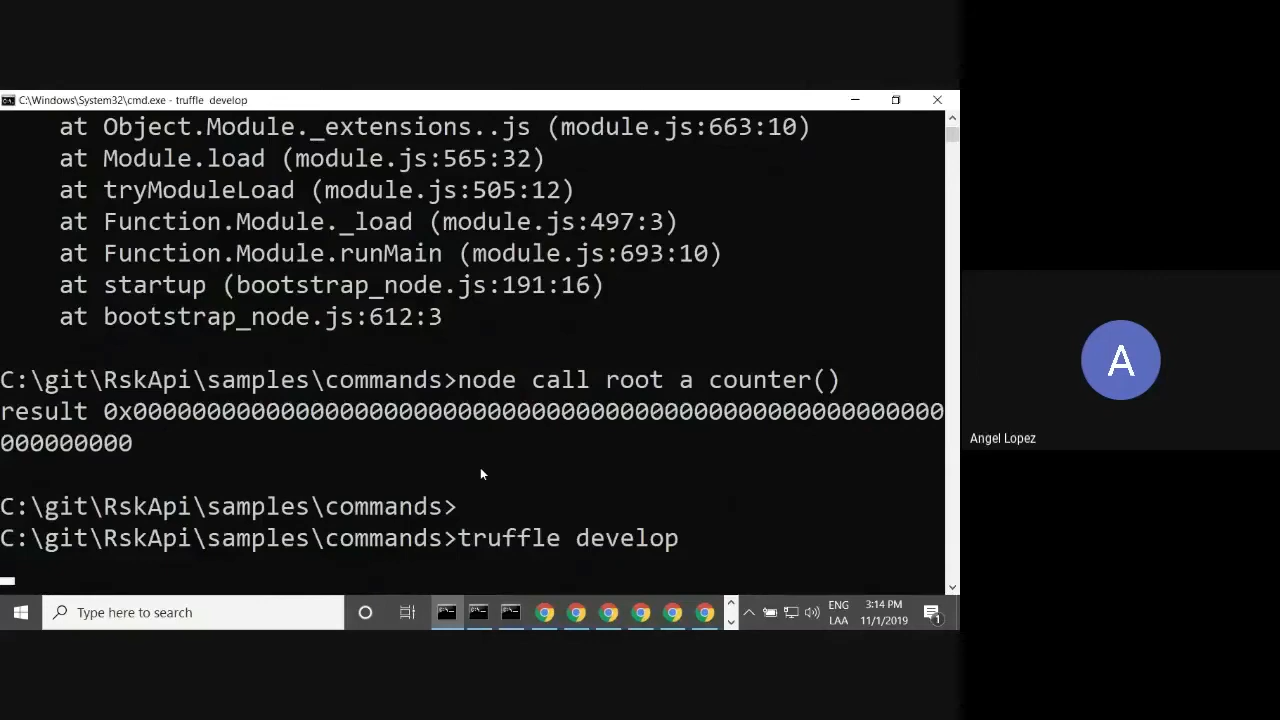 C:\Windows\System32\cmd.exe - truffle develop
at Object.Module._extensions..js (module.js:663:10)
at Module.load (module.js:565:32)
at tryModuleLoad (module.js:505:12)
at Function.Module._load (module.js:497:3)
at Function.Module.runMain (module.js:693:10)
at startup (bootstrap_node.js:191:16)
at bootstrap_node.js:612:3
C:\git\RskApi\samples\commands>node call root a counter()
result 0x0000000000000000000000000000000000000000000000000000000
000000000
C:\git\RskApi\samples\commands>
C:\git\RskApi\samples\commands>truffle develop
A
Angel Lopez
Type here to search
ENG
LAA
3:14 PM
11/1/2019
1